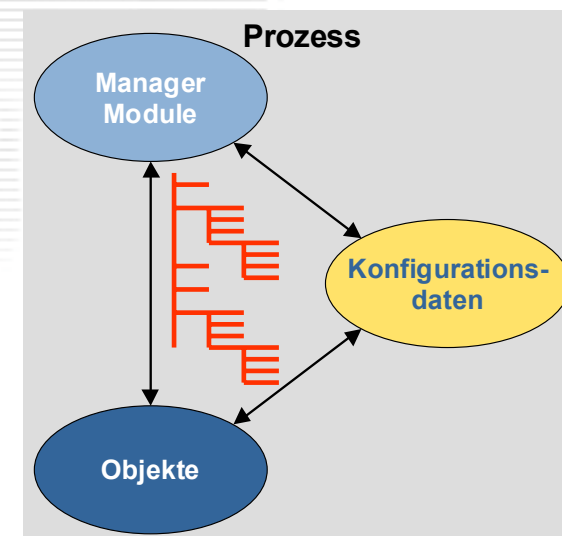 Prozess
Manager
Module
Konfigurations-
daten
Objekte